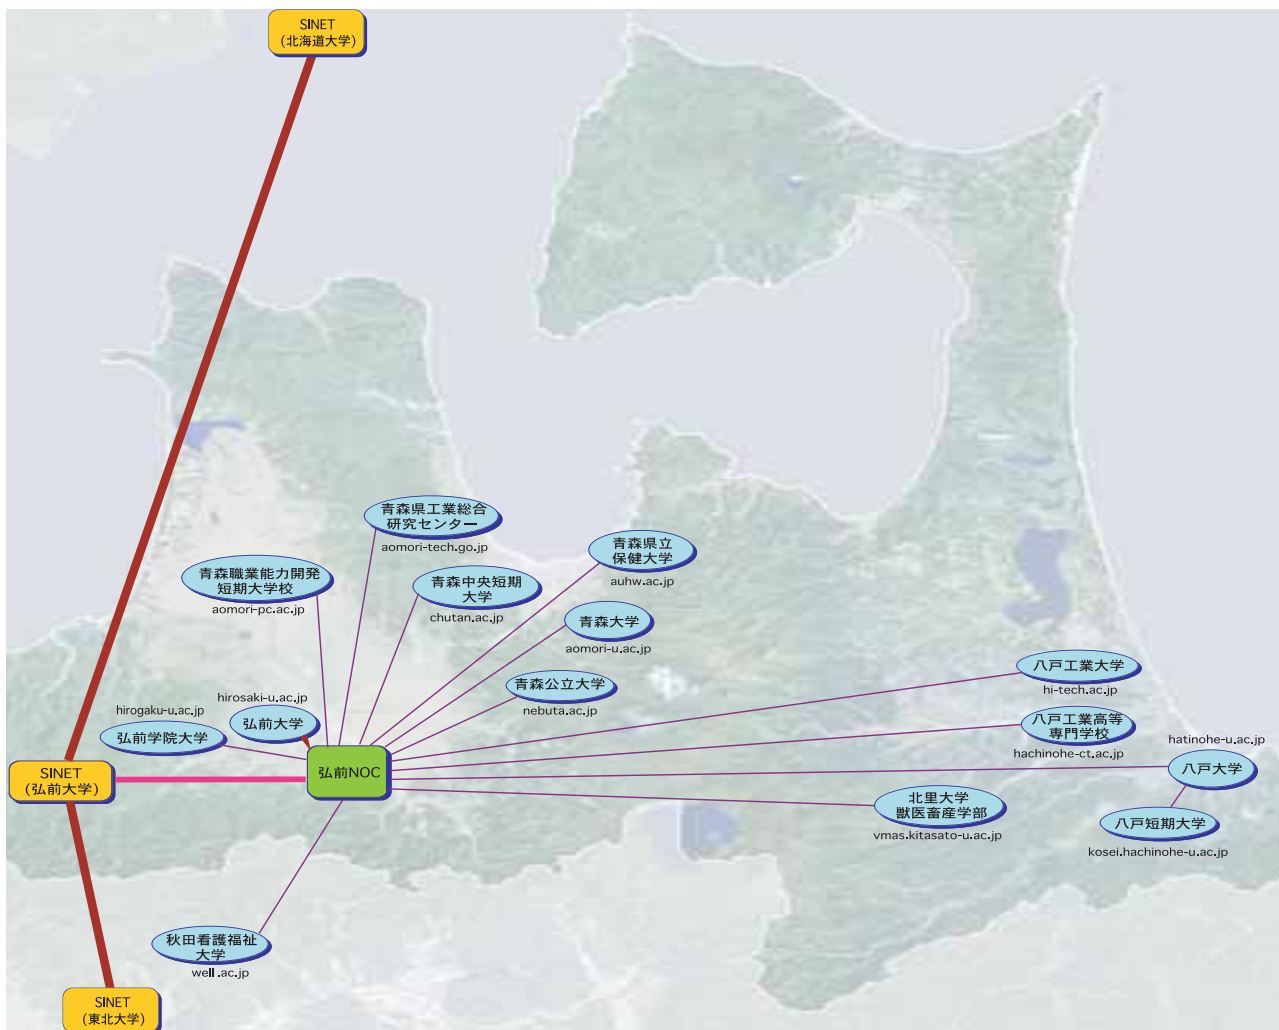 SINET
(北海道大学)
青森県工業総合
研究センター
aomori-tech.go.jp
青森県立
保健大学
auhw.ac.jp
青森職業能力開発
短期大学校
aomori-pc.ac.jp
青森中央短期
大学
chutan.ac.jp
青森大学
aomori-u.ac.jp
八戸工業大学
hi-tech.ac.jp
青森公立大学
nebuta.ac.jp
hirosaki-u.ac.jp
弘前大学
hirogaku-u.ac.jp
弘前学院大学
八戸工業高等
専門学校
hachinohe-ct.ac.jp
hatinohe-u.ac.jp
八戸大学
SINET
(弘前大学)
弘前NOC
北里大学
獣医畜産学部
vmas.kitasato-u.ac.jp
八戸短期大学
kosei.hachinohe-u.ac.jp
秋田看護福祉
大学
well.ac.jp
SINET
(東北大学)